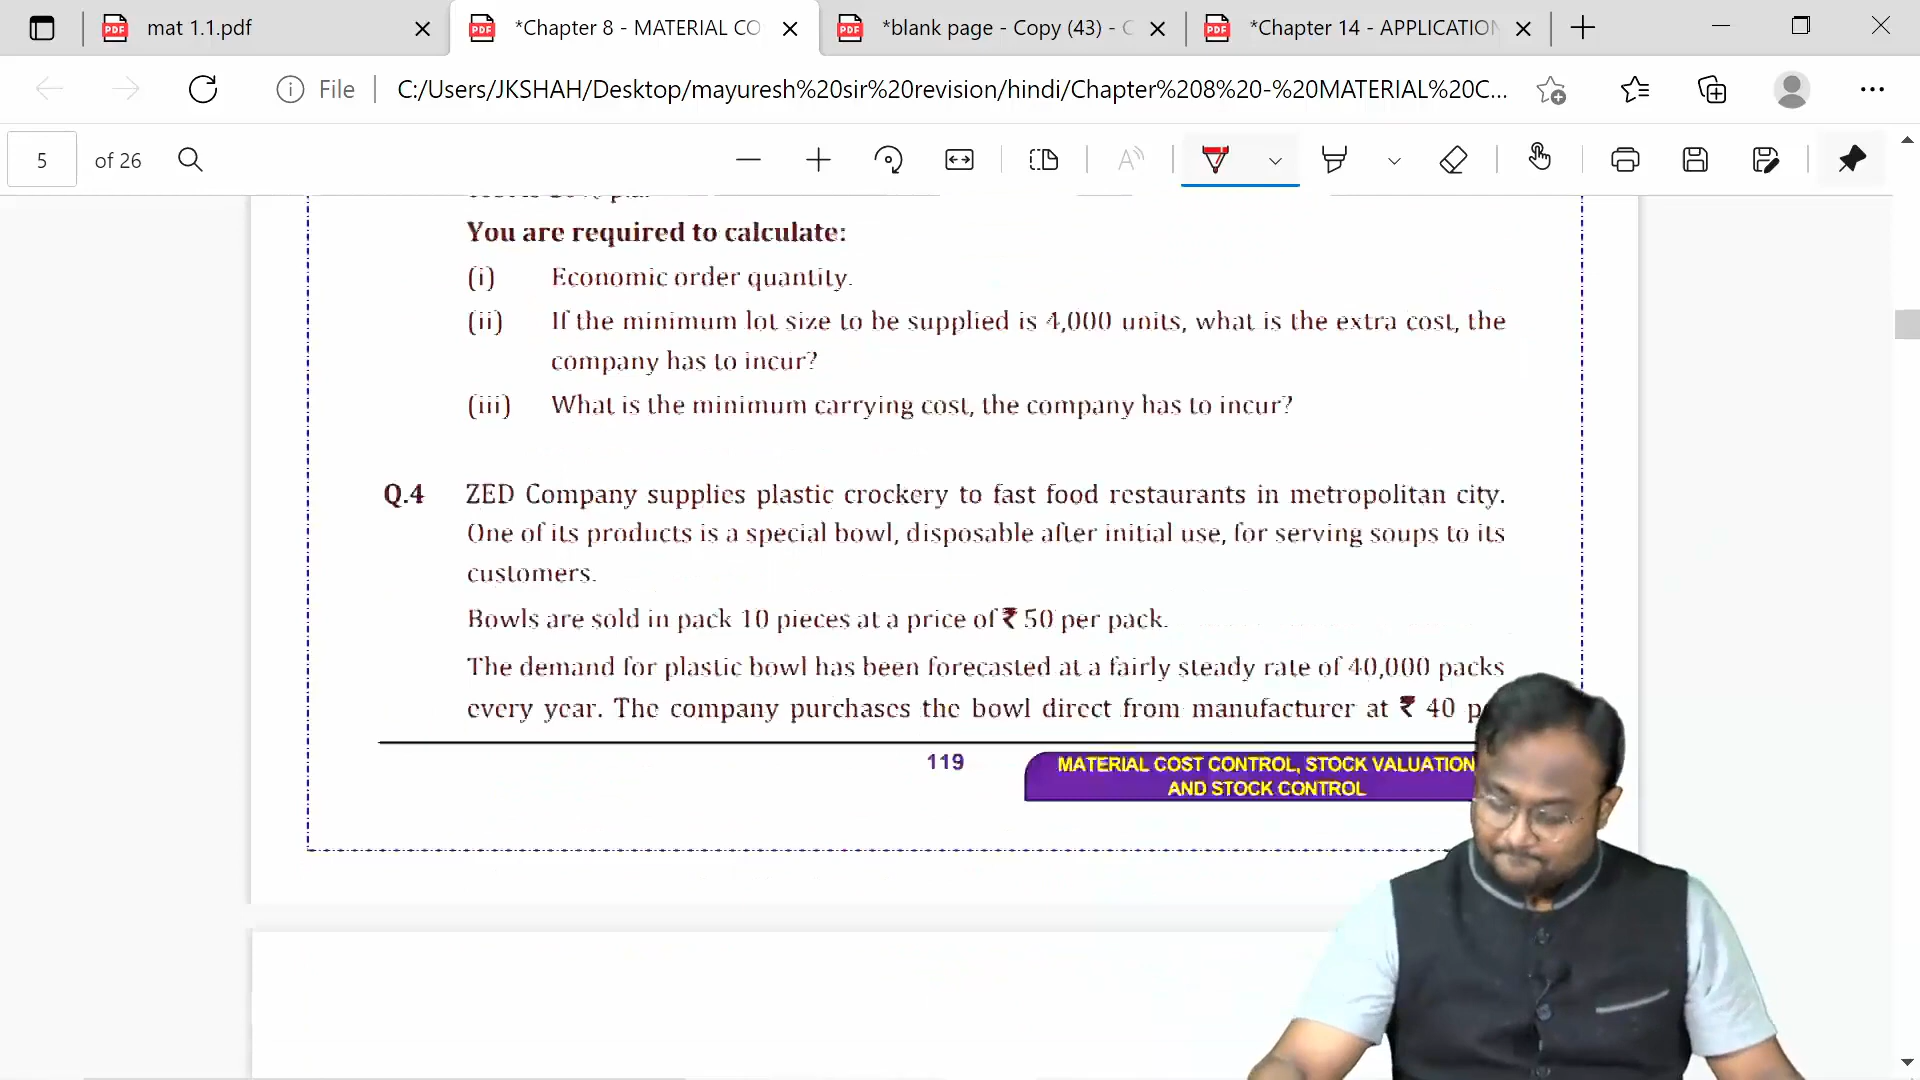 mat 1.1.pdf
*Chapter 8 - MATERIAL CO
*blank page - Copy (43) - C
*Chapter 14 - APPLICATION
File
C:/Users/JKSHAH/Desktop/mayuresh%20sir%20revision/hindi/Chapter%208%20-%20MATERIAL%20C...
5 of 26
You are required to calculate:
(i) Economic order quantity.
(ii) If the minimum lot size to be supplied is 4,000 units, what is the extra cost, the
company has to incur?
(iii) What is the minimum carrying cost, the company has to incur?
Q.4 ZED Company supplies plastic crockery to fast food restaurants in metropolitan city.
One of its products is a special bowl, disposable after initial use, for serving soups to its
customers.
Bowls are sold in pack 10 pieces at a price of ₹ 50 per pack.
The demand for plastic bowl has been forecasted at a fairly steady rate of 40,000 packs
every year. The company purchases the bowl direct from manufacturer at ₹ 40
119
MATERIAL COST CONTROL, STOCK VALUATION
AND STOCK CONTROL